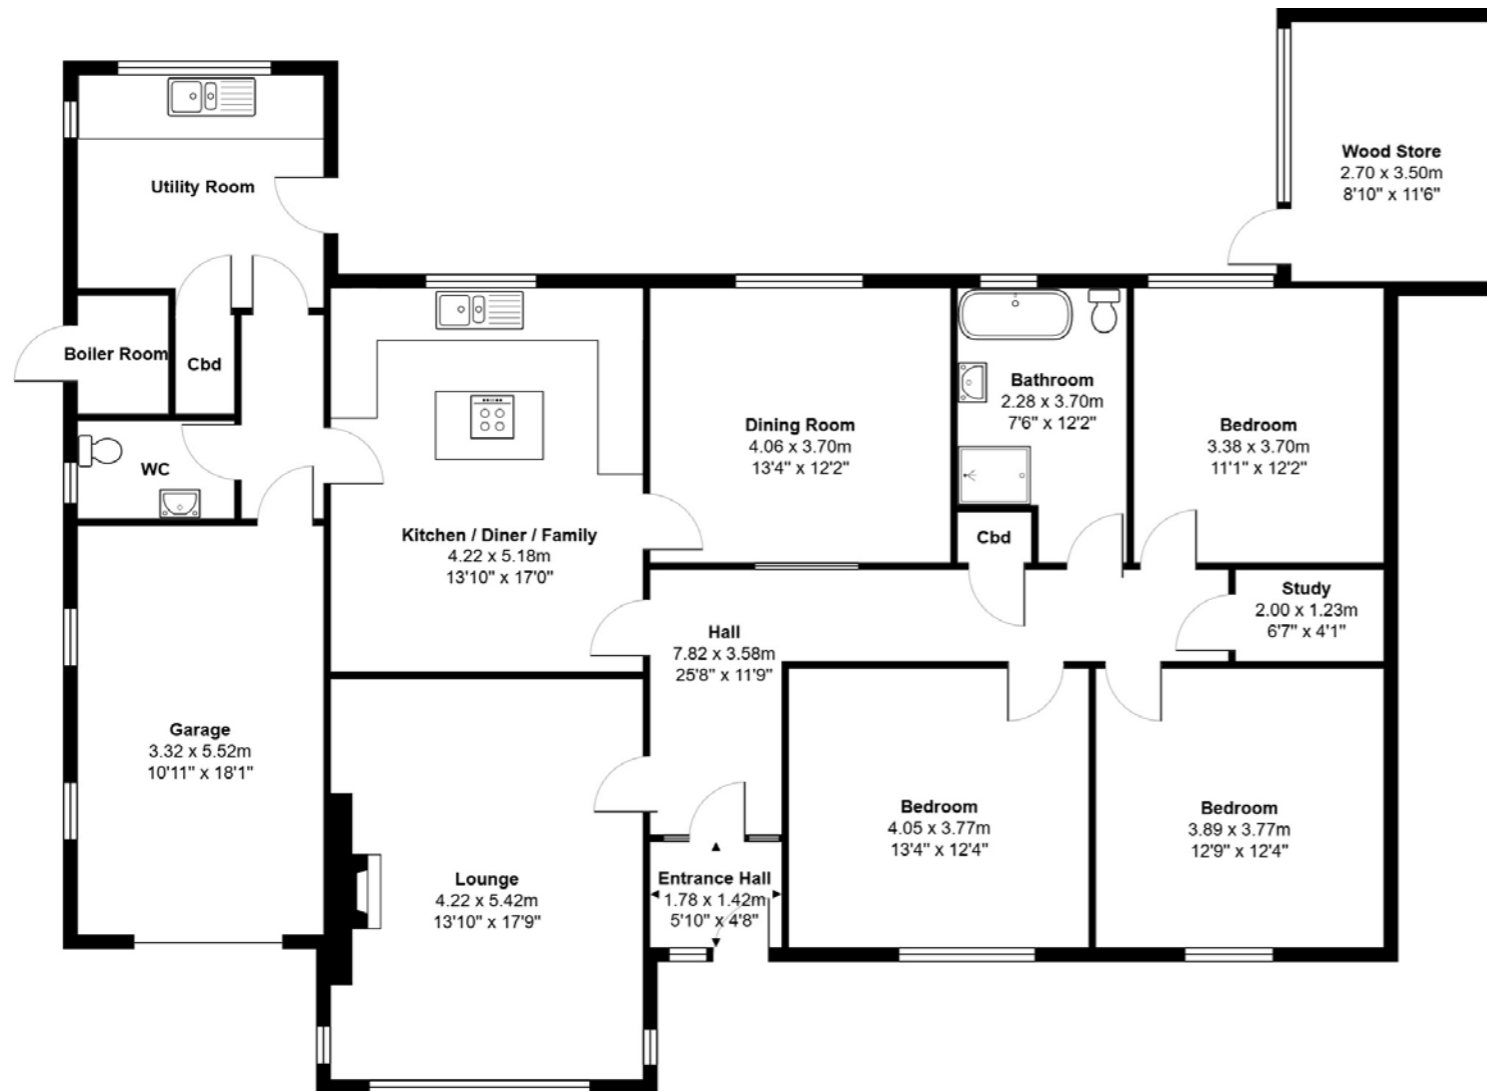 Wood Store
2.70 x 3.50m
8'10" x 11'6"
Utility Room
Boiler Room
Cbd
WC
Kitchen / Diner / Family
4.22 x 5.18m
13'10" x 17'0"
Dining Room
4.06 x 3.70m
13'4" x 12'2"
Bathroom
2.28 x 3.70m
7'6" x 12'2"
Bedroom
3.38 x 3.70m
11'1" x 12'2"
Cbd
Study
2.00 x 1.23m
6'7" x 4'1"
Hall
7.82 x 3.58m
25'8" x 11'9"
Garage
3.32 x 5.52m
10'11" x 18'1"
Lounge
4.22 x 5.42m
13'10" x 17'9"
Entrance Hall
1.78 x 1.42m
5'10" x 4'8"
Bedroom
4.05 x 3.77m
13'4" x 12'4"
Bedroom
3.89 x 3.77m
12'9" x 12'4"